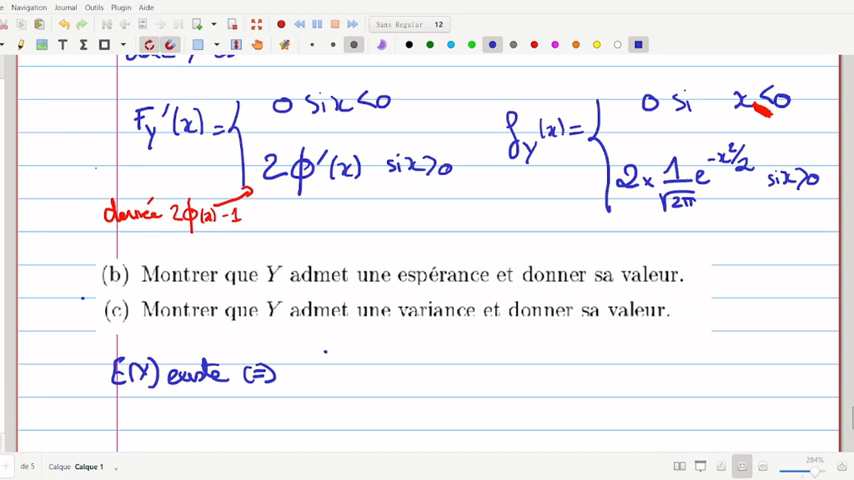 Navigation Journal Outils Plugin Aide
Sans Regular 12
F_Y'(x) = { 0 si x < 0
2ϕ'(x) si x > 0
dérivée 2ϕ(x) - 1
f_Y(x) = { 0 si x < 0
2 × 1/√2π e^{-x²/2} si x > 0
(b) Montrer que Y admet une espérance et donner sa valeur.
(c) Montrer que Y admet une variance et donner sa valeur.
E(Y) existe (=)
de 5 Calque Calque 1 284%